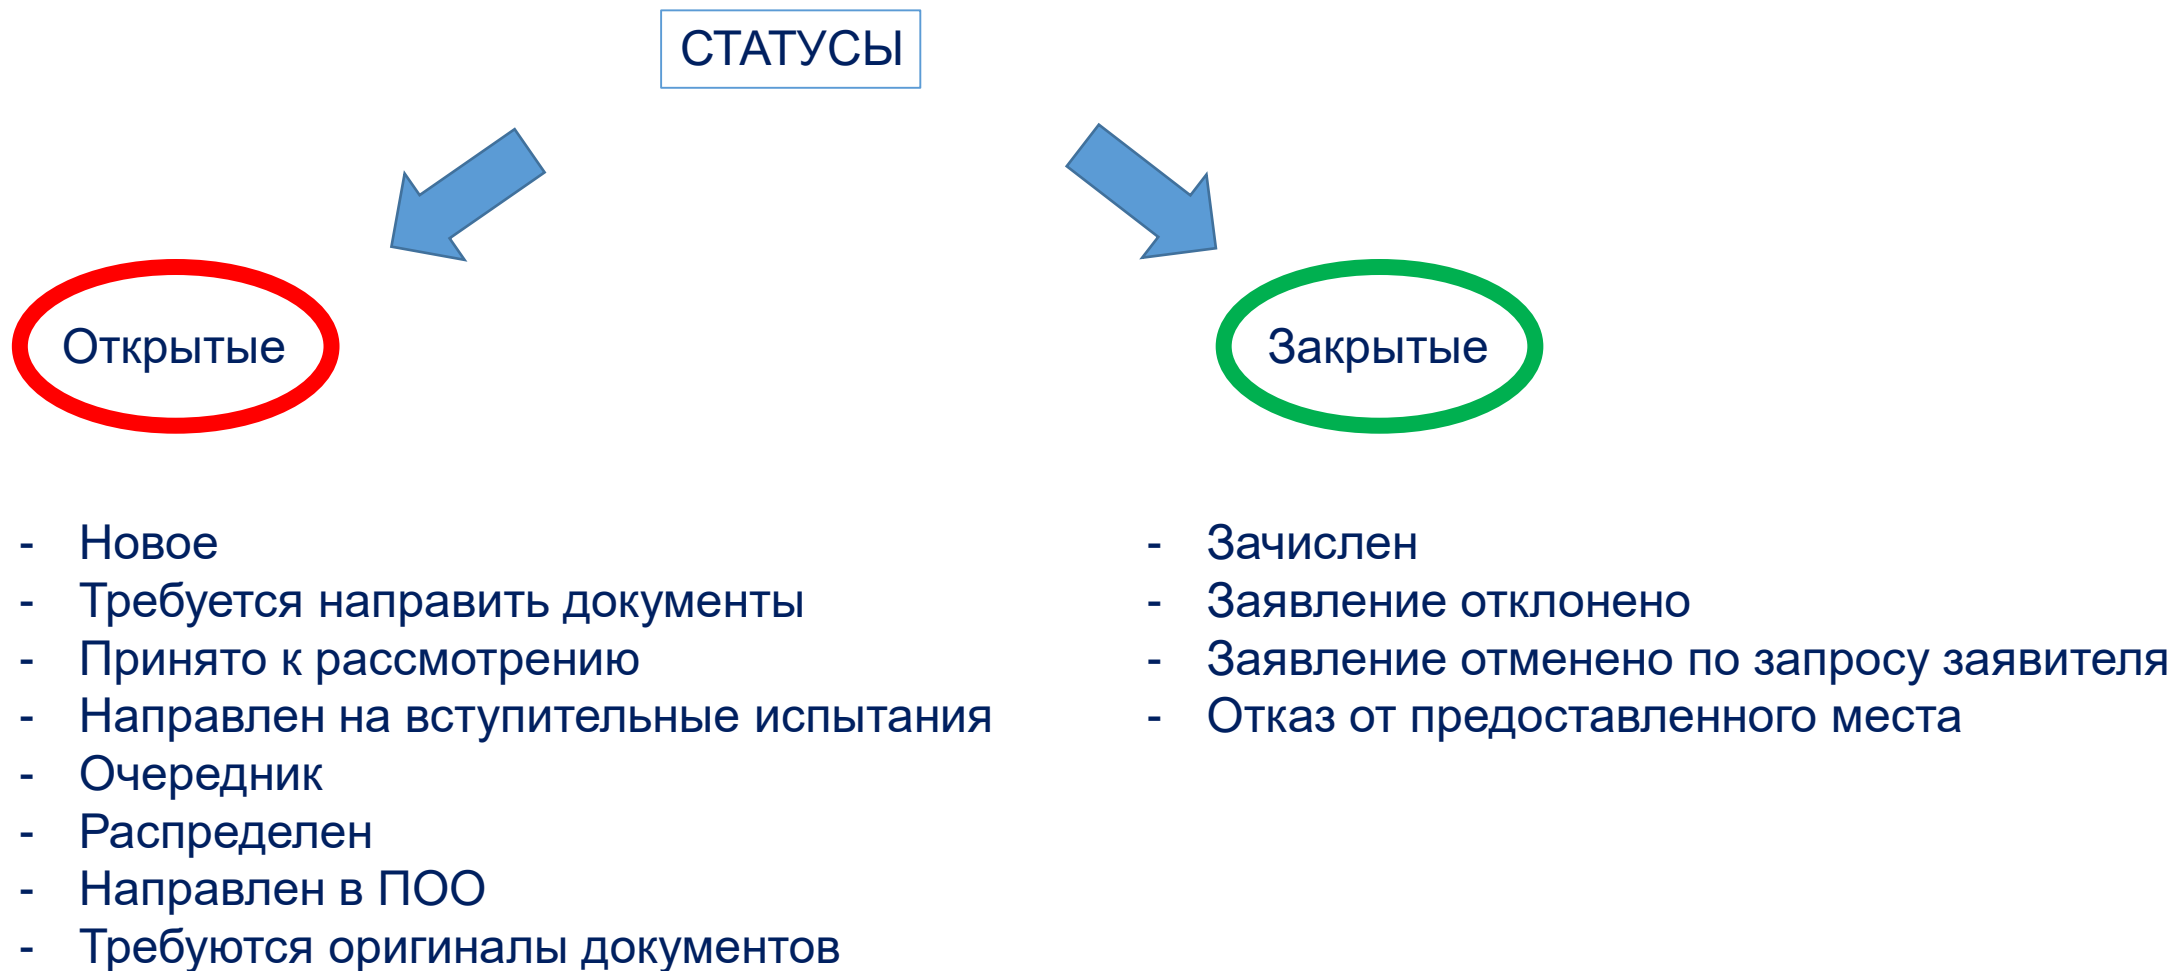 СТАТУСЫ
Открытые
Закрытые
- Новое
- Требуется направить документы
- Принято к рассмотрению
- Направлен на вступительные испытания
- Очередник
- Распределен
- Направлен в ПОО
- Требуются оригиналы документов
- Зачислен
- Заявление отклонено
- Заявление отменено по запросу заявителя
- Отказ от предоставленного места